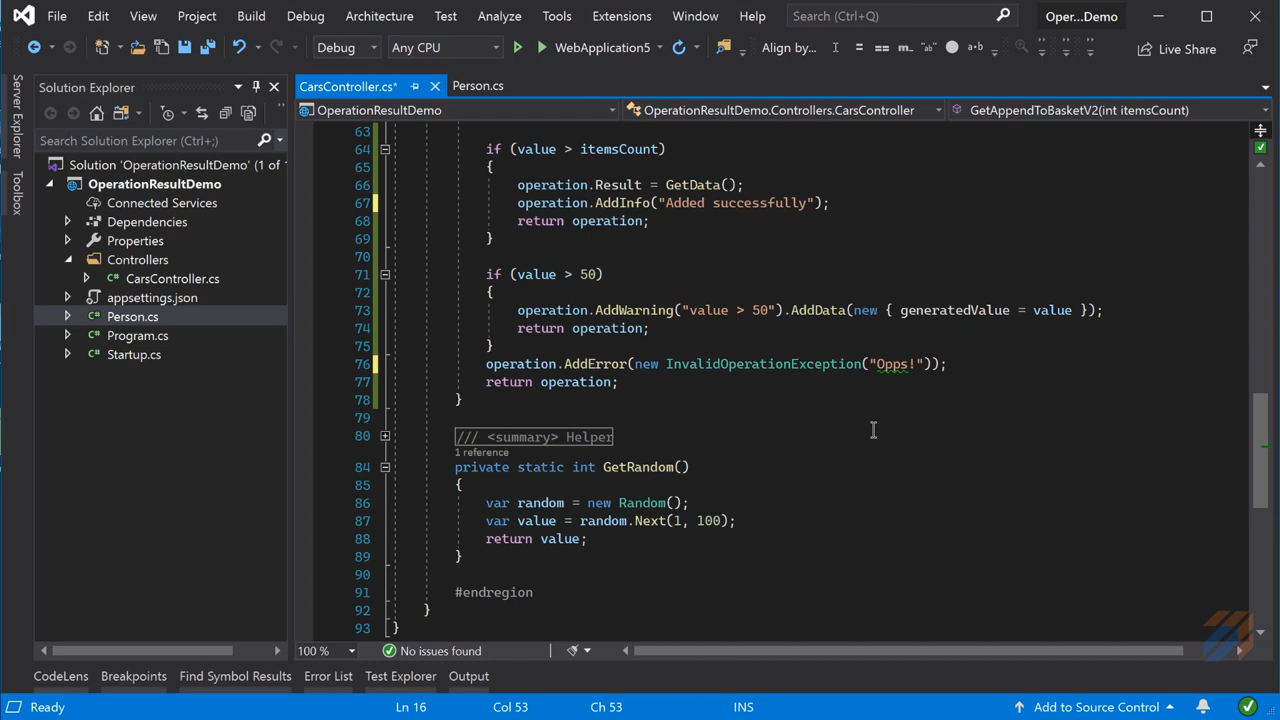 File Edit View Project Build Debug Architecture Test Analyze Tools Extensions Window Help Search (Ctrl+Q) Oper...Demo
Debug Any CPU WebApplication5 Align by... Live Share
Server Explorer
Toolbox
Solution Explorer
Search Solution Explorer (Ctrl+;)
Solution 'OperationResultDemo' (1 of 1
OperationResultDemo
Connected Services
Dependencies
Properties
Controllers
C# CarsController.cs
appsettings.json
C# Person.cs
C# Program.cs
C# Startup.cs
CarsController.cs* Person.cs
OperationResultDemo OperationResultDemo.Controllers.CarsController GetAppendToBasketV2(int itemsCount)
63
64 if (value > itemsCount)
65 {
66 operation.Result = GetData();
67 operation.AddInfo("Added successfully");
68 return operation;
69 }
70
71 if (value > 50)
72 {
73 operation.AddWarning("value > 50").AddData(new { generatedValue = value });
74 return operation;
75 }
76 operation.AddError(new InvalidOperationException("Opps!"));
77 return operation;
78 }
79
80 /// <summary> Helper
1 reference
84 private static int GetRandom()
85 {
86 var random = new Random();
87 var value = random.Next(1, 100);
88 return value;
89 }
90
91 #endregion
92 }
93 }
100 % No issues found
CodeLens Breakpoints Find Symbol Results Error List Test Explorer Output
Ready Ln 16 Col 53 Ch 53 INS Add to Source Control